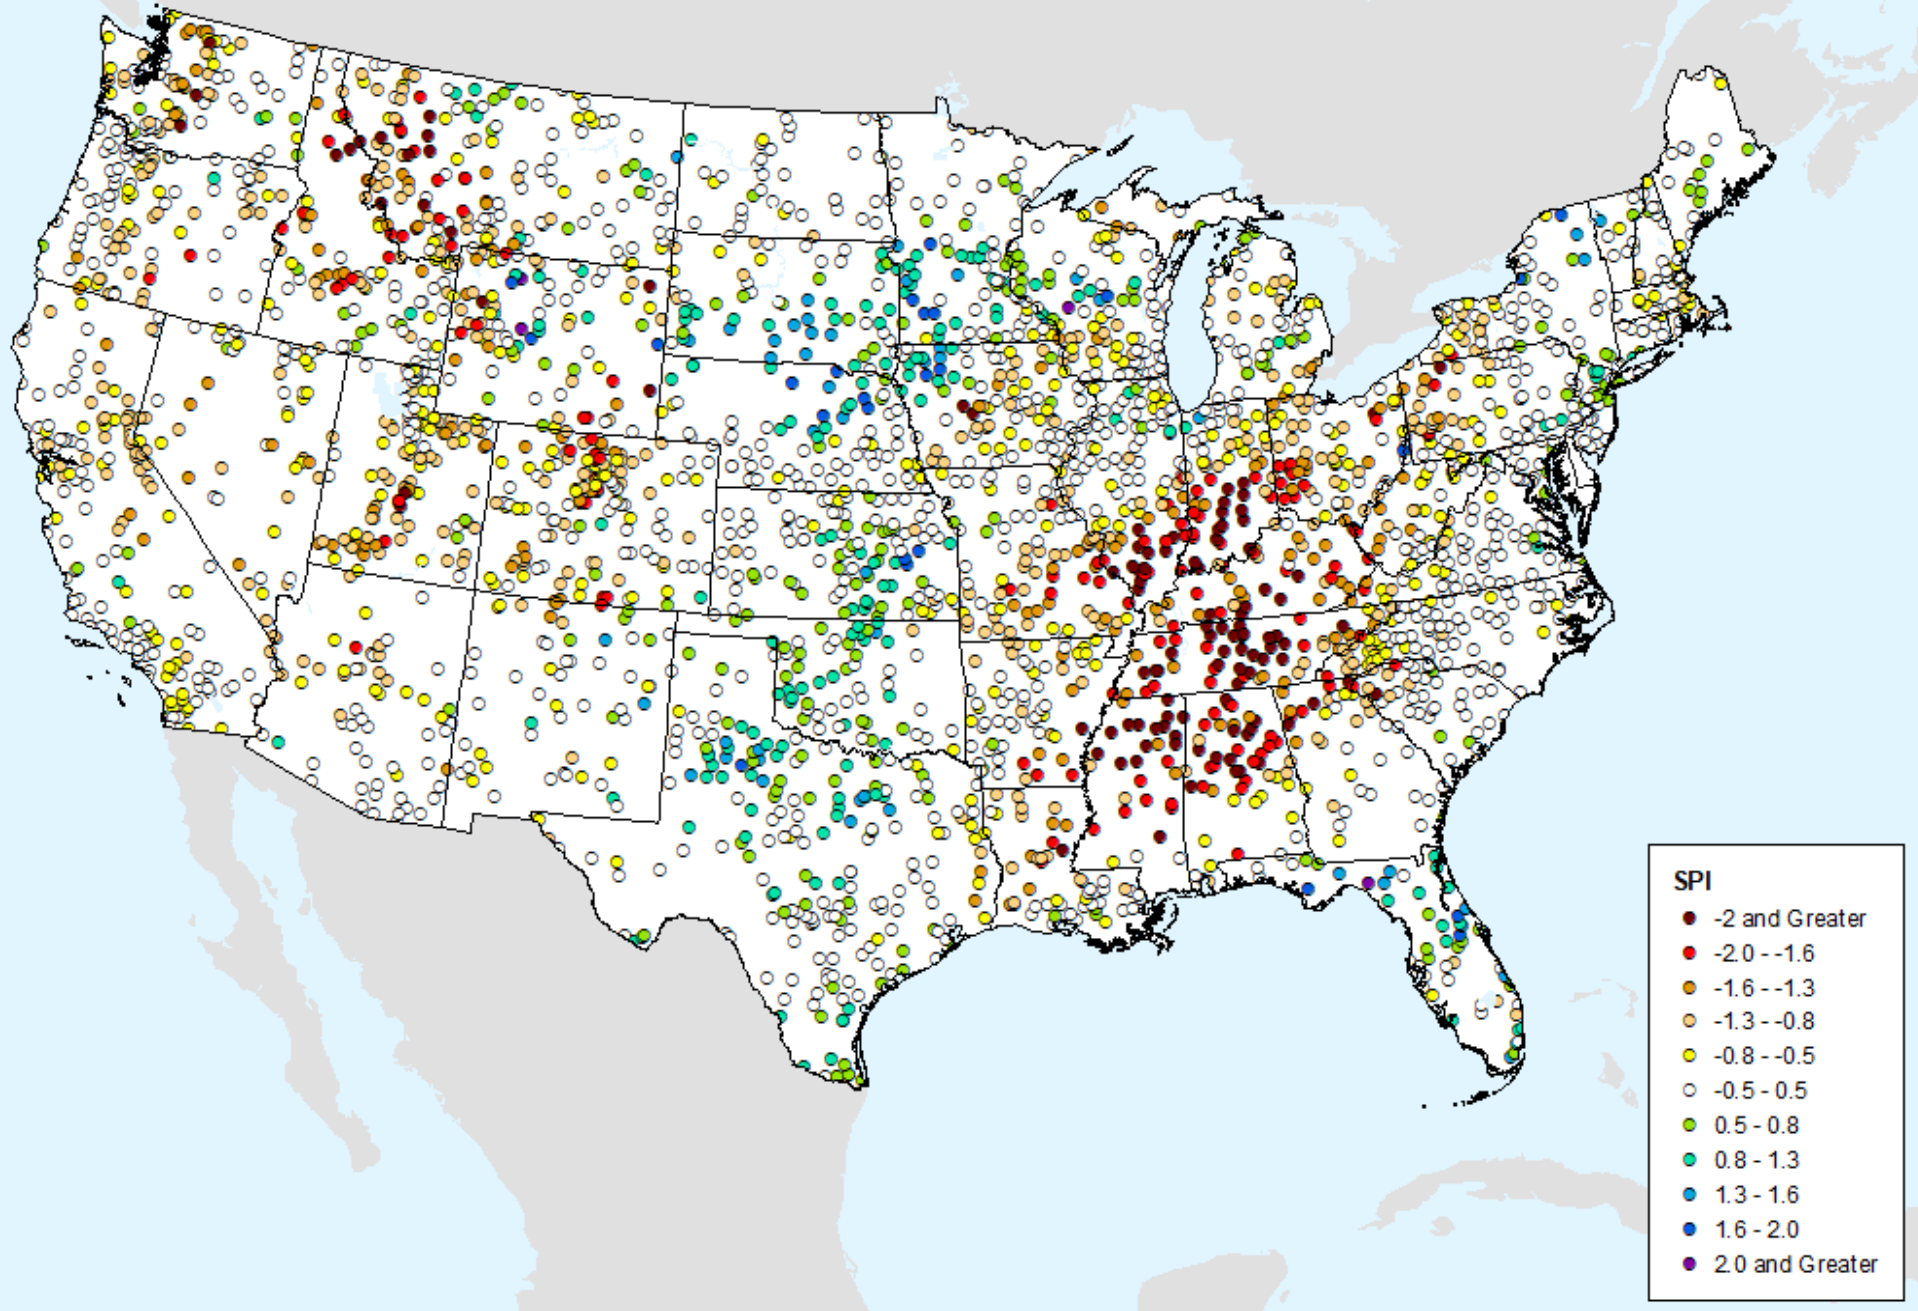 SPI
-2 and Greater
-2.0 - -1.6
-1.6 - -1.3
-1.3 - -0.8
-0.8 - -0.5
-0.5 - 0.5
0.5 - 0.8
0.8 - 1.3
1.3 - 1.6
1.6 - 2.0
2.0 and Greater